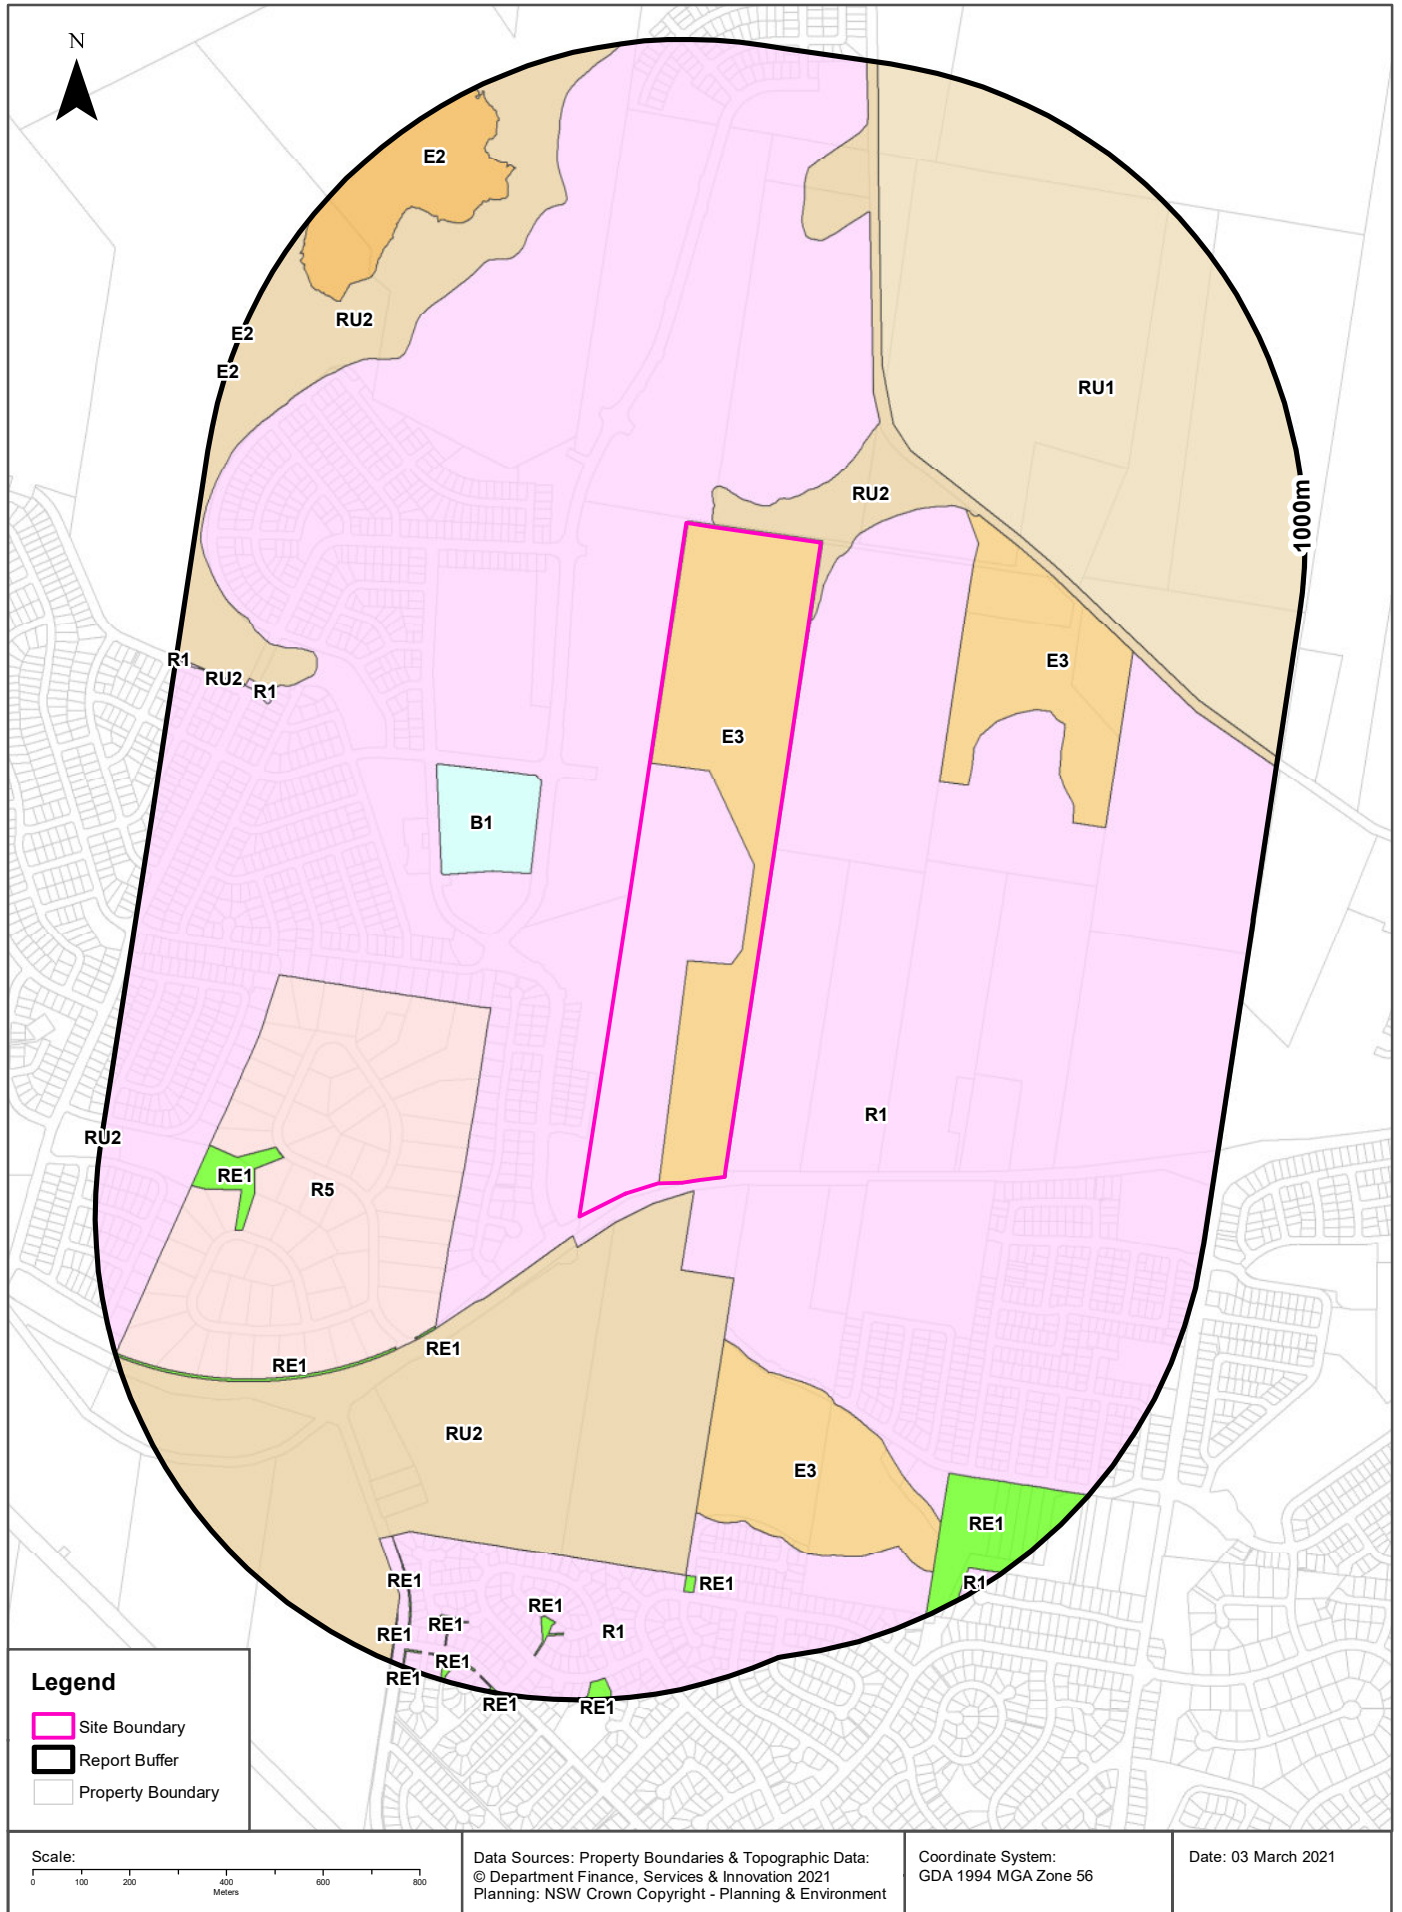 N
E2
RU2
E2
E2
RU1
RU2
1000m
R1
RU2
R1
E3
E3
B1
R1
RU2
RE1
R5
RE1
RE1
RU2
E3
RE1
R1
RE1
RE1
RE1
RE1
RE1
R1
RE1
RE1
RE1
RE1
Legend
Site Boundary
Report Buffer
Property Boundary
Scale:
0 100 200 400 600 800
Meters
Data Sources: Property Boundaries & Topographic Data:
© Department Finance, Services & Innovation 2021
Planning: NSW Crown Copyright - Planning & Environment
Coordinate System:
GDA 1994 MGA Zone 56
Date: 03 March 2021